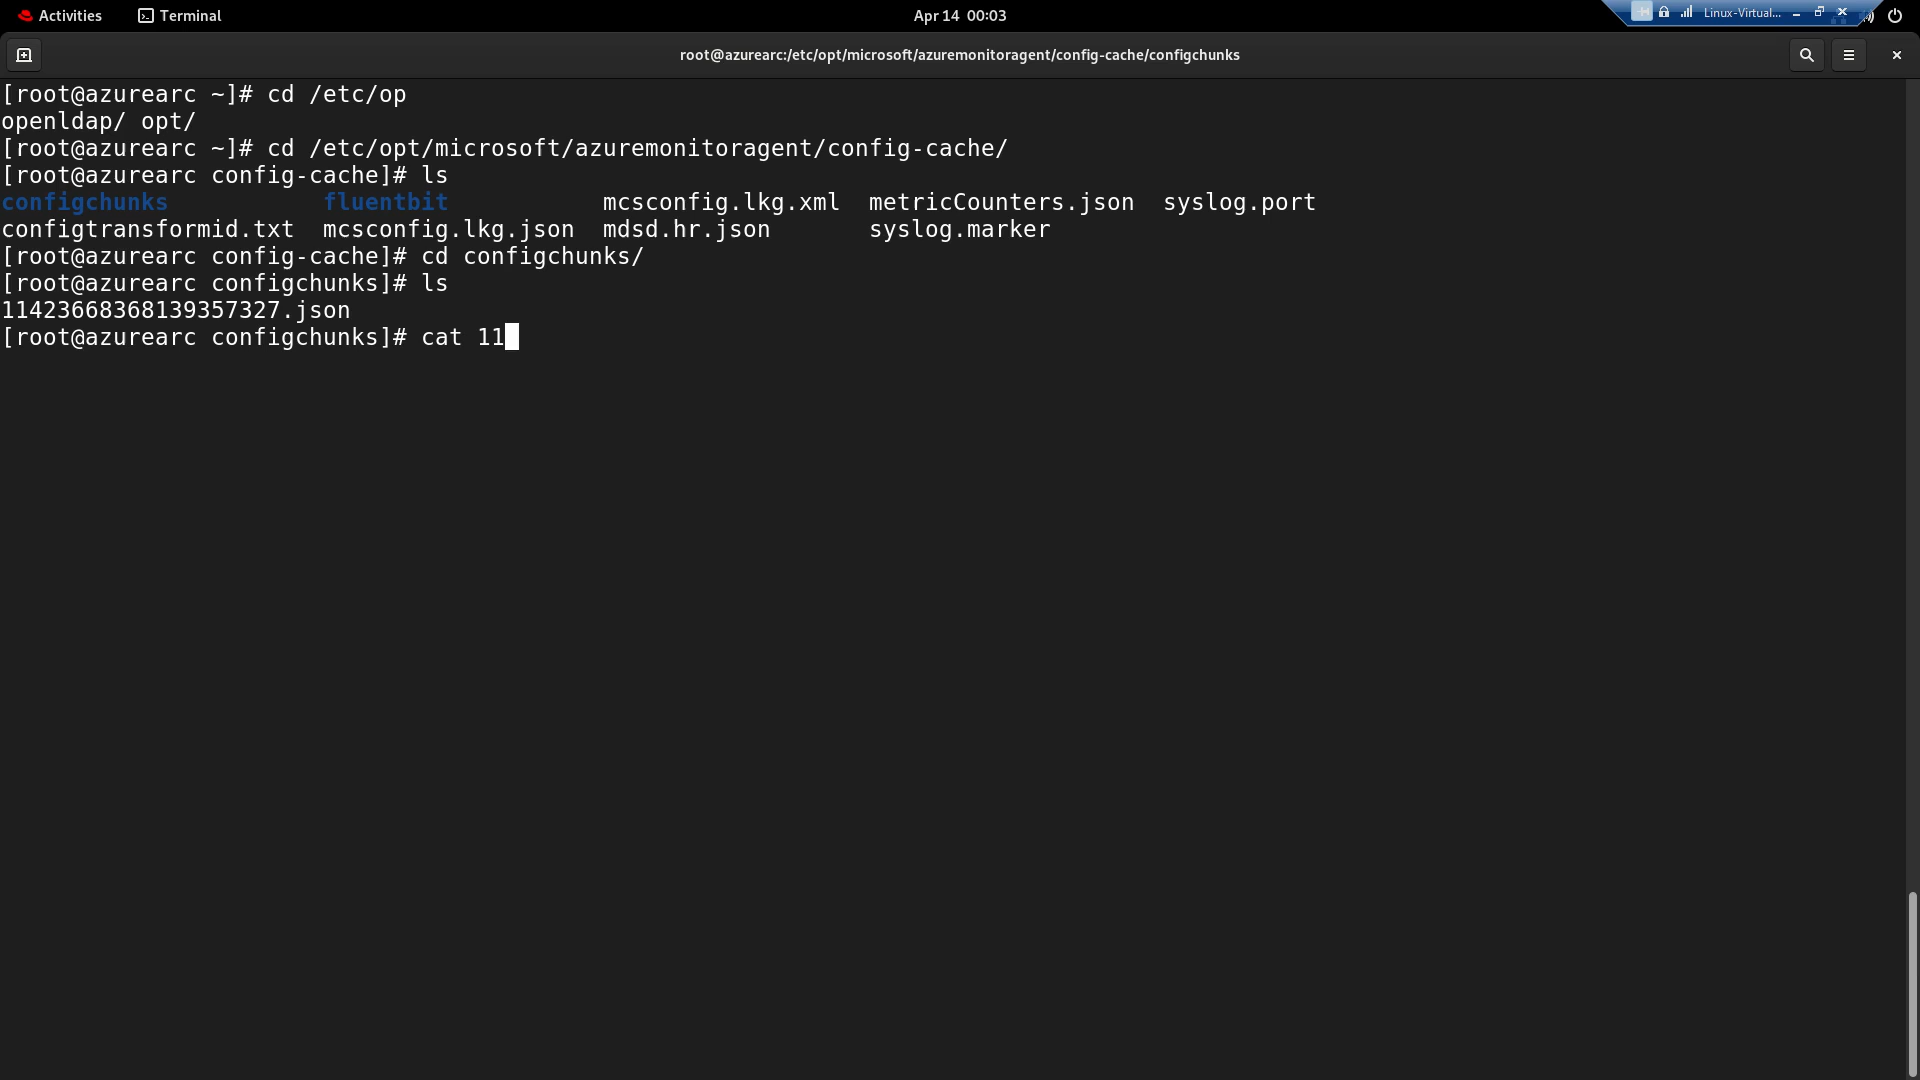 Activities Terminal Apr 14 00:03 Linux-Virtual...
root@azurearc:/etc/opt/microsoft/azuremonitoragent/config-cache/configchunks
[root@azurearc ~]# cd /etc/op
openldap/ opt/
[root@azurearc ~]# cd /etc/opt/microsoft/azuremonitoragent/config-cache/
[root@azurearc config-cache]# ls
configchunks fluentbit mcsconfig.lkg.xml metricCounters.json syslog.port
configtransformid.txt mcsconfig.lkg.json mdsd.hr.json syslog.marker
[root@azurearc config-cache]# cd configchunks/
[root@azurearc configchunks]# ls
11423668368139357327.json
[root@azurearc configchunks]# cat 11